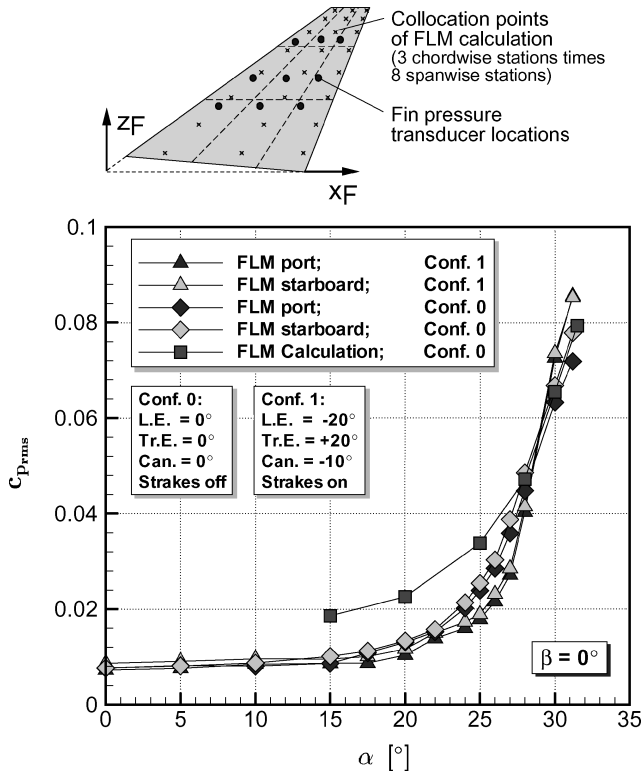 Collocation points
of FLM calculation
(3 chordwise stations times
8 spanwise stations)
Fin pressure
transducer locations
zF
xF
0.1
0.08
0.06
0.04
0.02
0
cprms
FLM port; Conf. 1
FLM starboard; Conf. 1
FLM port; Conf. 0
FLM starboard; Conf. 0
FLM Calculation; Conf. 0
Conf. 0:
L.E. = 0°
Tr.E. = 0°
Can. = 0°
Strakes off
Conf. 1:
L.E. = -20°
Tr.E. = +20°
Can. = -10°
Strakes on
β = 0°
0 5 10 15 20 25 30 35
α [°]